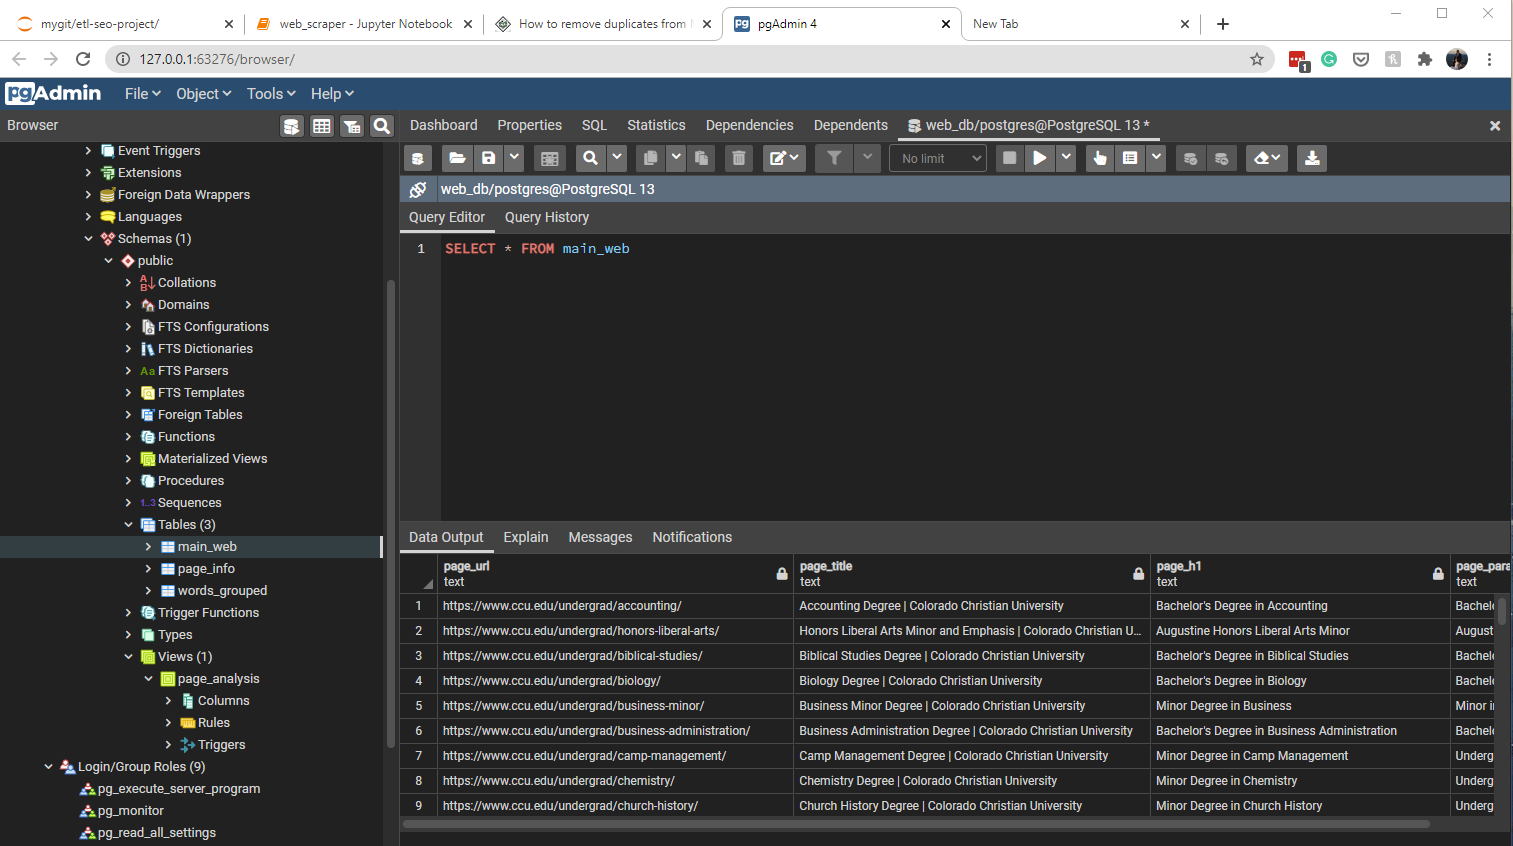 mygit/etl-seo-project/
web_scraper - Jupyter Notebook
How to remove duplicates from
pgAdmin 4
New Tab
127.0.0.1:63276/browser/
1
pgAdmin
File
Object
Tools
Help
Browser
Dashboard
Properties
SQL
Statistics
Dependencies
Dependents
web_db/postgres@PostgreSQL 13 *
No limit
web_db/postgres@PostgreSQL 13
Query Editor
Query History
1 SELECT * FROM main_web
Event Triggers
Extensions
Foreign Data Wrappers
Languages
Schemas (1)
public
Collations
Domains
FTS Configurations
FTS Dictionaries
Aa FTS Parsers
FTS Templates
Foreign Tables
Functions
Materialized Views
Procedures
1..3 Sequences
Tables (3)
main_web
page_info
words_grouped
Trigger Functions
Types
Views (1)
page_analysis
Columns
Rules
Triggers
Login/Group Roles (9)
pg_execute_server_program
pg_monitor
pg_read_all_settings
Data Output
Explain
Messages
Notifications
page_url page_title page_h1 page_para
text text text text
1 https://www.ccu.edu/undergrad/accounting/ Accounting Degree | Colorado Christian University Bachelor's Degree in Accounting Bachel
2 https://www.ccu.edu/undergrad/honors-liberal-arts/ Honors Liberal Arts Minor and Emphasis | Colorado Christian U... Augustine Honors Liberal Arts Minor August
3 https://www.ccu.edu/undergrad/biblical-studies/ Biblical Studies Degree | Colorado Christian University Bachelor's Degree in Biblical Studies Bachel
4 https://www.ccu.edu/undergrad/biology/ Biology Degree | Colorado Christian University Bachelor's Degree in Biology Bachel
5 https://www.ccu.edu/undergrad/business-minor/ Business Minor Degree | Colorado Christian University Minor Degree in Business Minor i
6 https://www.ccu.edu/undergrad/business-administration/ Business Administration Degree | Colorado Christian University Bachelor's Degree in Business Administration Bachel
7 https://www.ccu.edu/undergrad/camp-management/ Camp Management Degree | Colorado Christian University Minor Degree in Camp Management Underg
8 https://www.ccu.edu/undergrad/chemistry/ Chemistry Degree | Colorado Christian University Minor Degree in Chemistry Underg
9 https://www.ccu.edu/undergrad/church-history/ Church History Degree | Colorado Christian University Minor Degree in Church History Underg